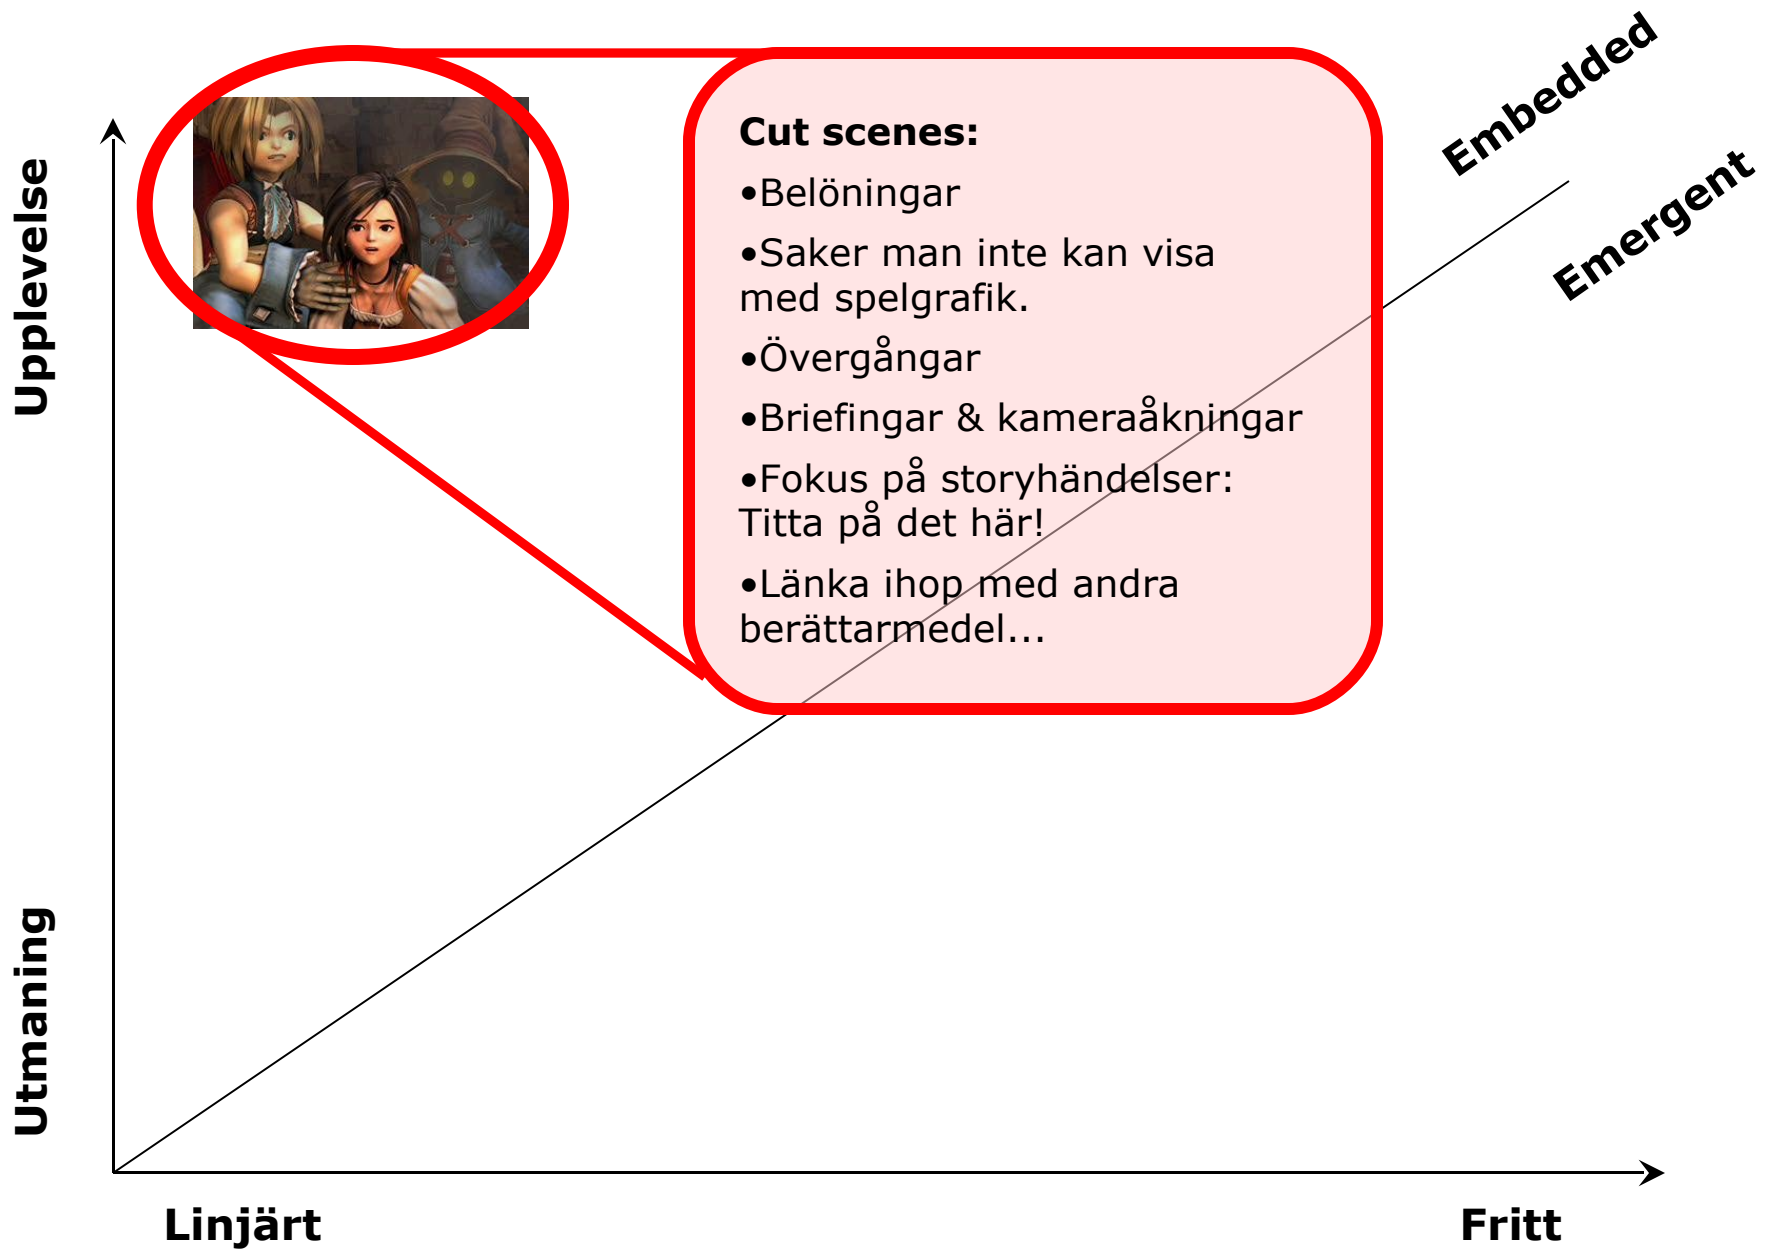 Embedded
Emergent
Upplevelse
Cut scenes:
•Belöningar
•Saker man inte kan visa
med spelgrafik.
•Övergångar
•Briefingar & kameraåkningar
•Fokus på storyhändelser:
Titta på det här!
•Länka ihop med andra
berättarmedel…
Utmaning
Linjärt
Fritt